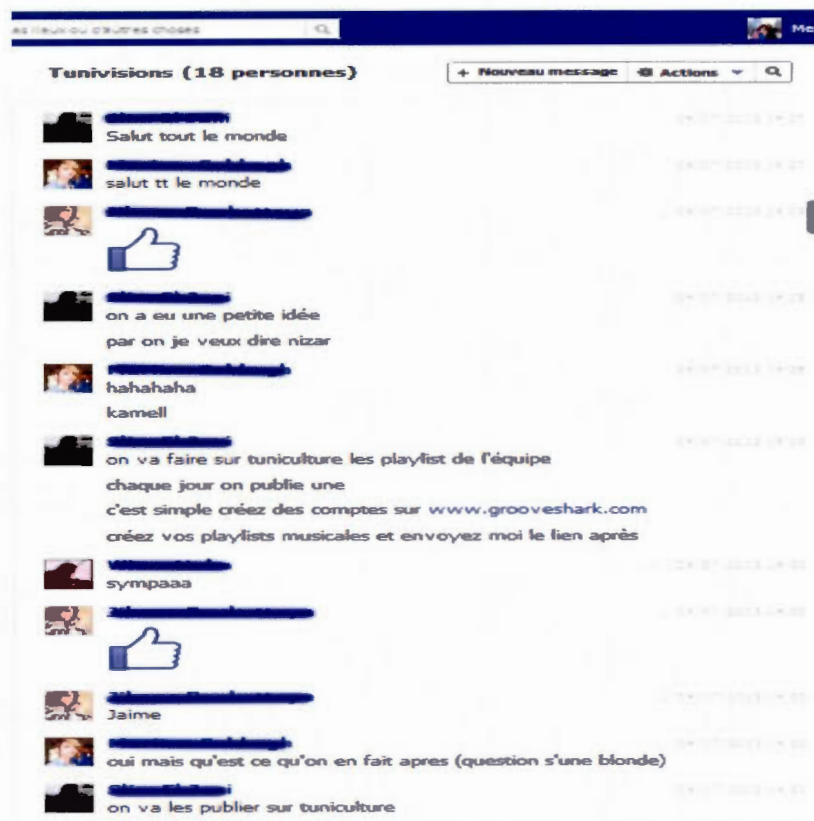 ou d'autres choses
Me
Tunivisions (18 personnes)
+ Nouveau message
Actions
Salut tout le monde
salut tt le monde
on a eu une petite idée
par on je veux dire nizar
hahahaha
kamell
on va faire sur tuniculture les playlist de l'équipe
chaque jour on publie une
c'est simple créez des comptes sur www.grooveshark.com
créez vos playlists musicales et envoyez moi le lien après
sympaaa
Jaime
oui mais qu'est ce qu'on en fait apres (question s'une blonde)
on va les publier sur tuniculture